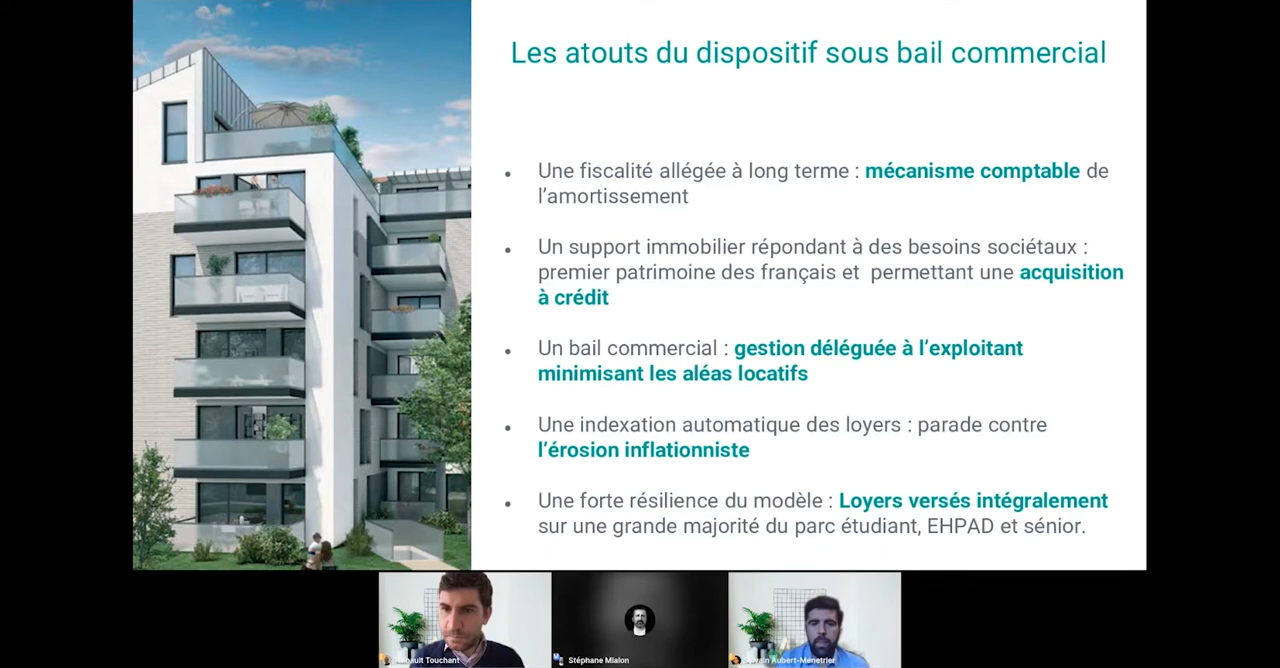 Les atouts du dispositif sous bail commercial
• Une fiscalité allégée à long terme : mécanisme comptable de
l'amortissement
• Un support immobilier répondant à des besoins sociétaux :
premier patrimoine des français et permettant une acquisition
à crédit
• Un bail commercial : gestion déléguée à l'exploitant
minimisant les aléas locatifs
• Une indexation automatique des loyers : parade contre
l'érosion inflationniste
• Une forte résilience du modèle : Loyers versés intégralement
sur une grande majorité du parc étudiant, EHPAD et sénior.
Touchant
Stéphane Mialon
Aubert-Menetrier